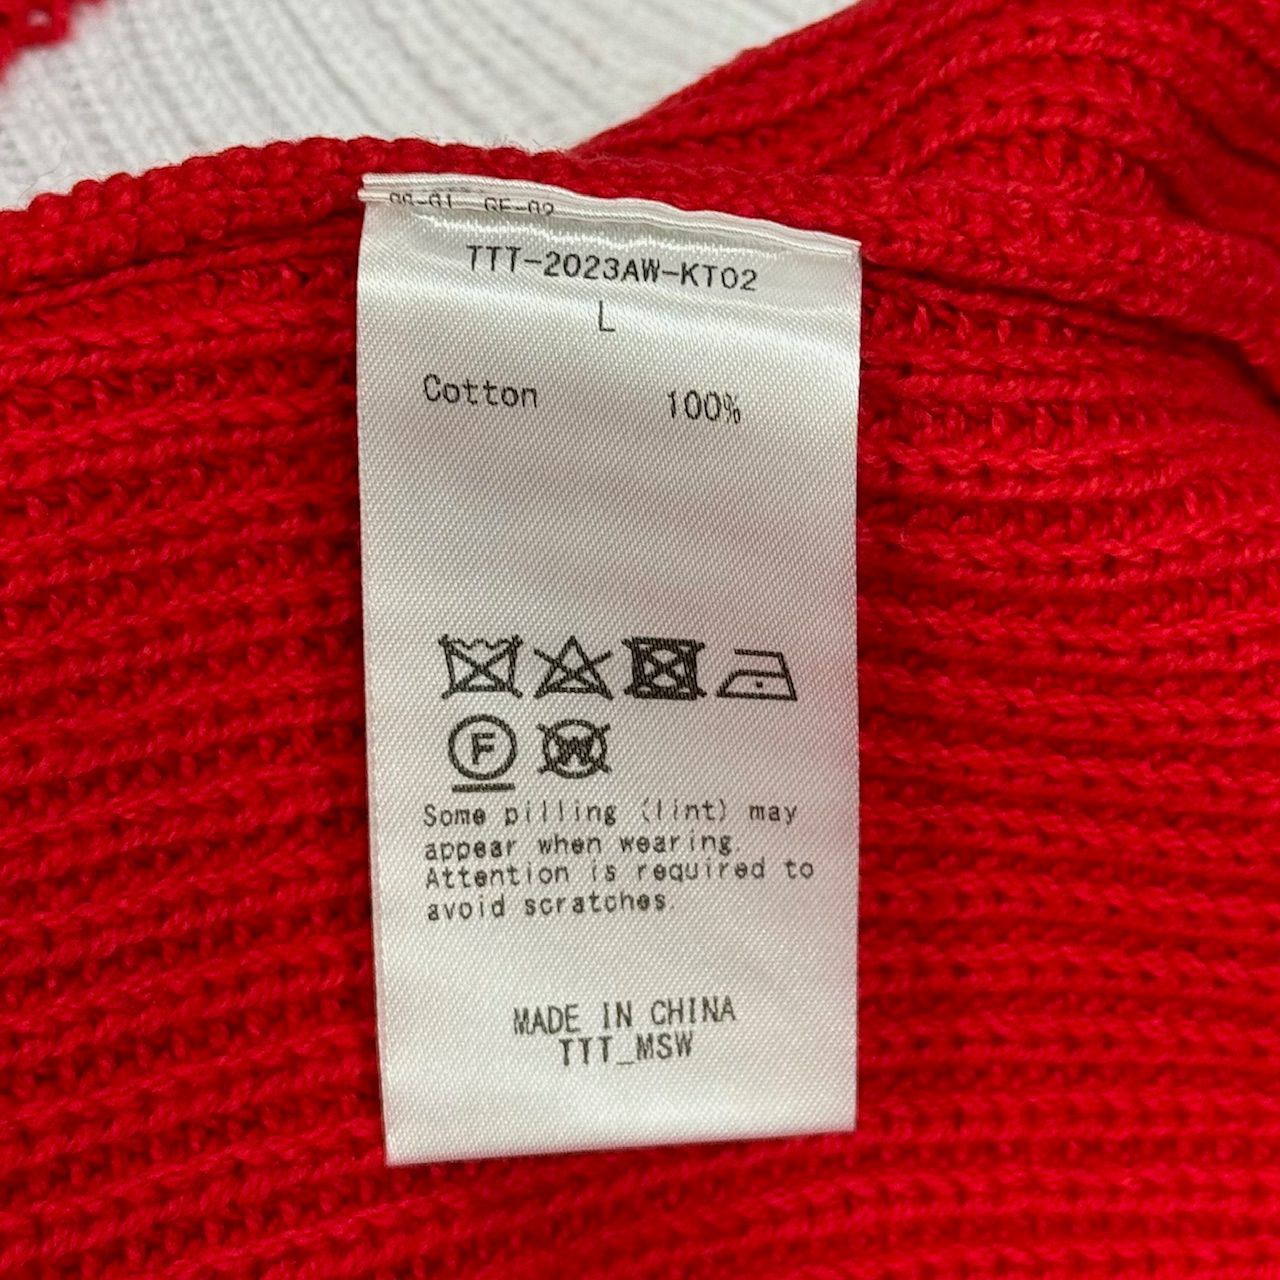 TTT-2023AW-KT02
L
Cotton 100%
F
W
Some pilling (lint) may
appear when wearing.
Attention is required to
avoid scratches.
MADE IN CHINA
TTT_MSW